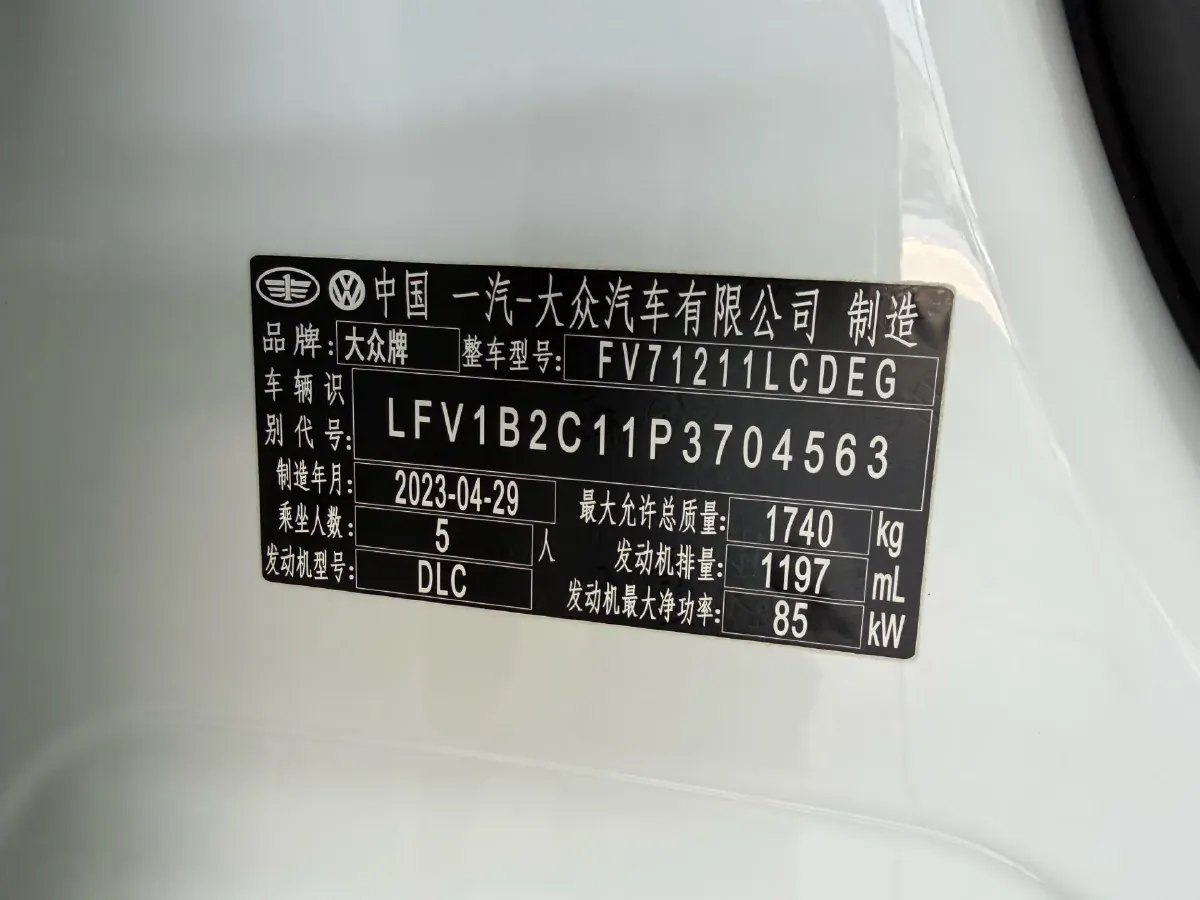 中国 一汽-大众汽车有限公司 制造
品牌: 大众牌 整车型号: FV71211LCDEG
车辆识别代号: LFV1B2C11P3704563
制造年月: 2023-04-29 最大允许总质量: 1740 kg
乘坐人数: 5 人 发动机排量: 1197 mL
发动机型号: DLC 发动机最大净功率: 85 kW